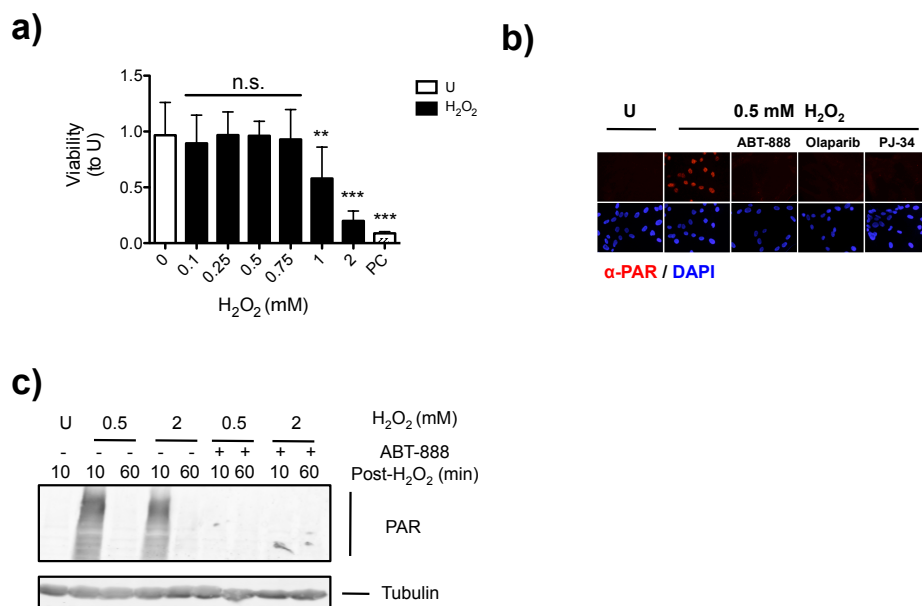 a)
n.s.
U
H₂O₂
Viability
(to U)
1.5
1.0
0.5
0.0
**
***
***
0
0.1
0.25
0.5
0.75
1
2
PC
H₂O₂ (mM)
b)
U
0.5 mM H₂O₂
ABT-888 Olaparib PJ-34
α-PAR / DAPI
c)
U 0.5 2 0.5 2 H₂O₂ (mM)
- - - - - + + + + ABT-888
10 10 60 10 60 10 60 10 60 Post-H₂O₂ (min)
PAR
Tubulin